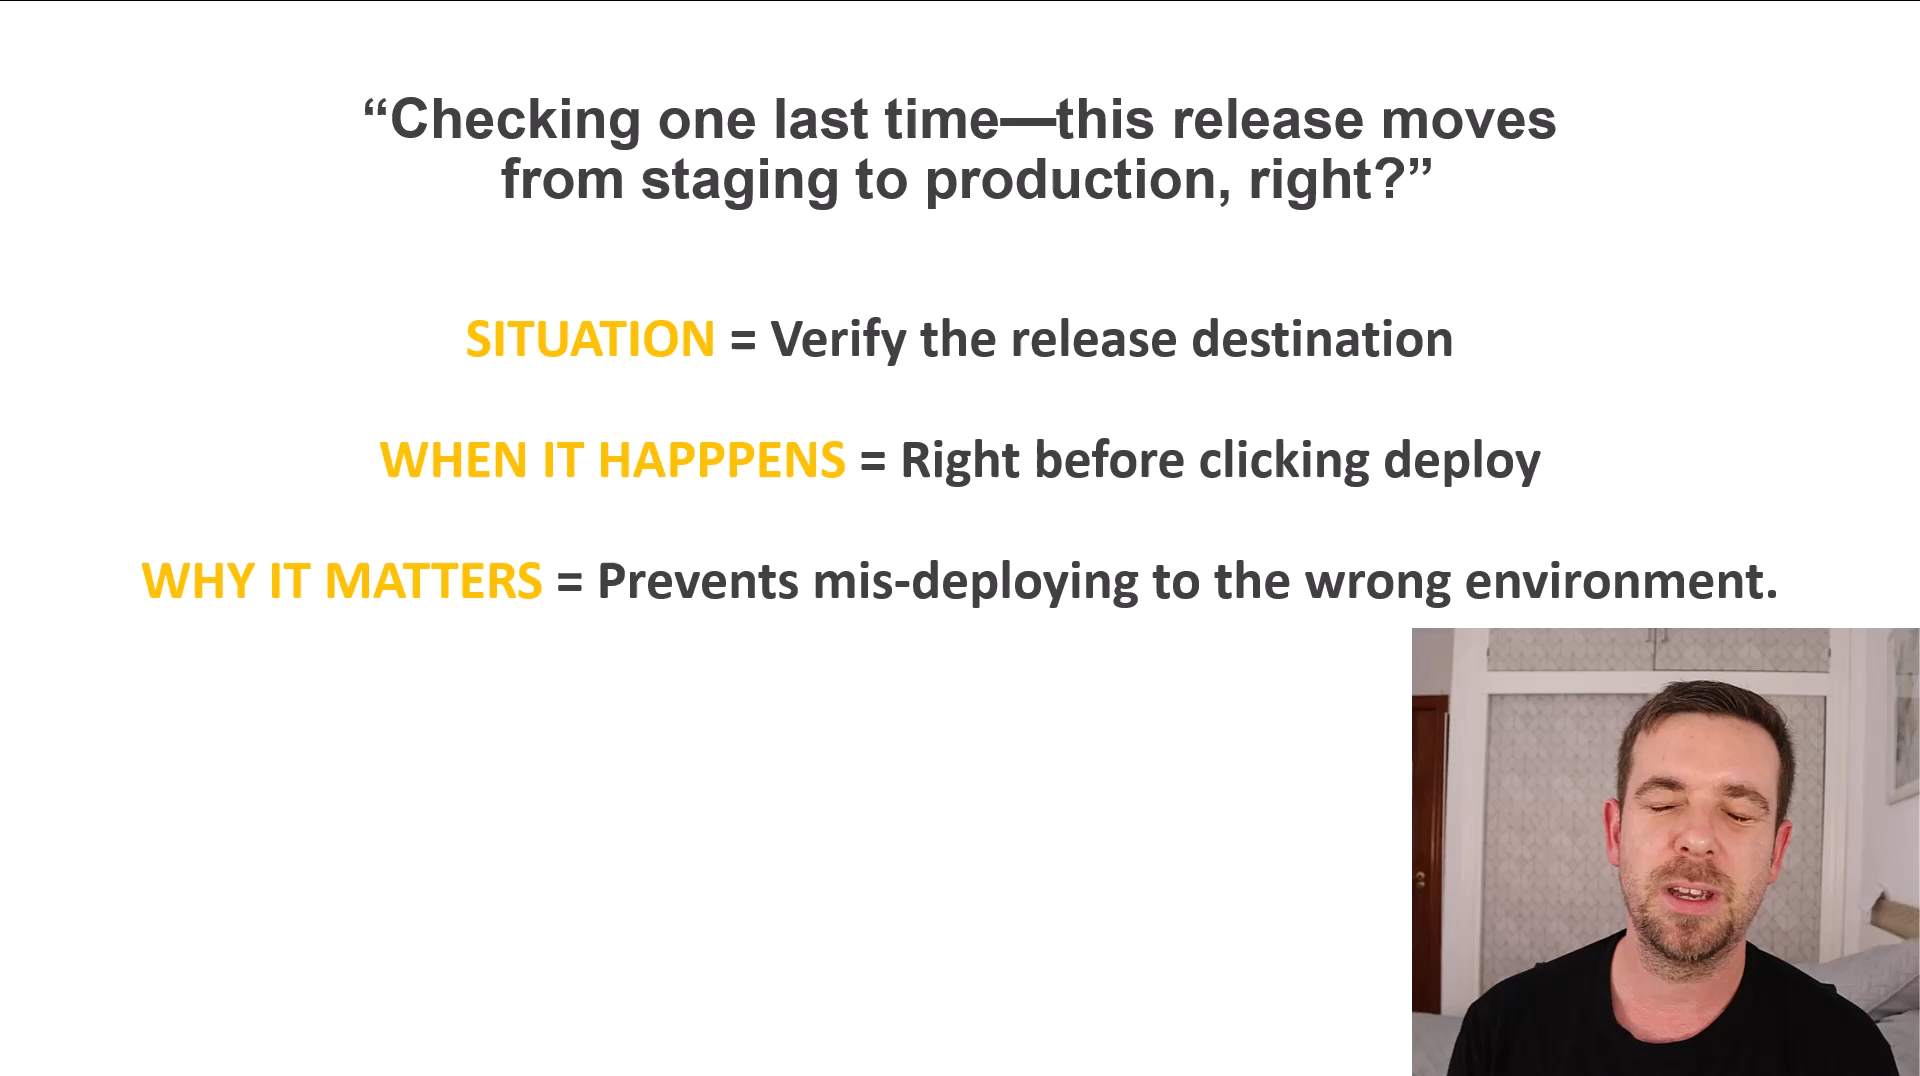 “Checking one last time—this release moves
from staging to production, right?”
SITUATION = Verify the release destination
WHEN IT HAPPPENS = Right before clicking deploy
WHY IT MATTERS = Prevents mis-deploying to the wrong environment.